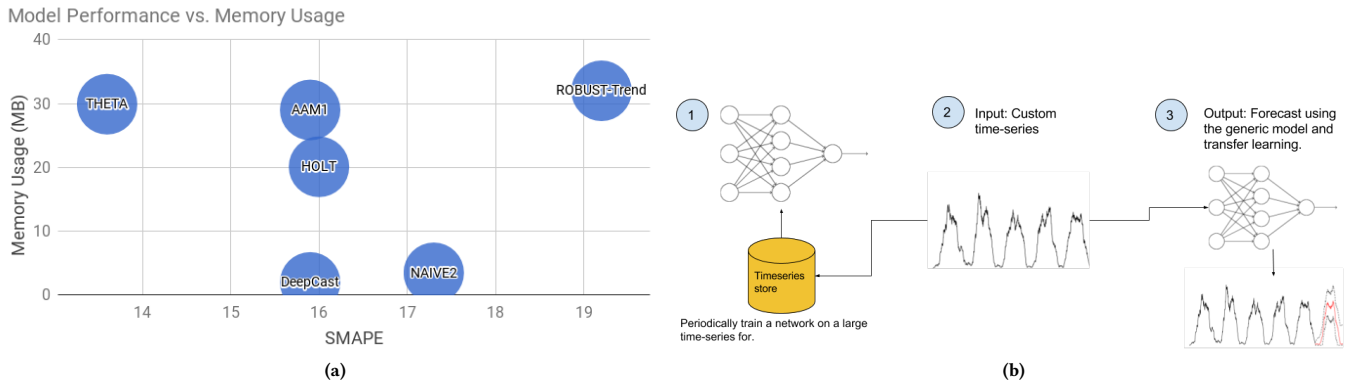 Model Performance vs. Memory Usage
Memory Usage (MB)
40
30
20
10
0
THETA
AAM1
HOLT
DeepCast
NAIVE2
ROBUST-Trend
14
15
16
17
18
19
SMAPE
(a)
1
Timeseries
store
Periodically train a network on a large
time-series for.
2
Input: Custom
time-series
3
Output: Forecast using
the generic model and
transfer learning.
(b)